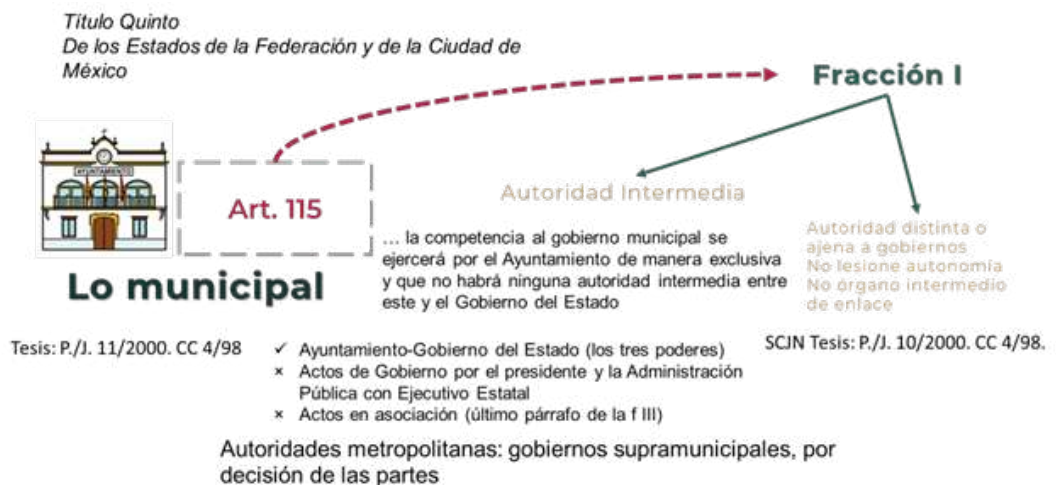 Título Quinto
De los Estados de la Federación y de la Ciudad de
México
Fracción I
AYUNTAMIENTO
Art. 115
Lo municipal
Autoridad Intermedia
... la competencia al gobierno municipal se
ejercerá por el Ayuntamiento de manera exclusiva
y que no habrá ninguna autoridad intermedia entre
este y el Gobierno del Estado
Autoridad distinta o
ajena a gobiernos
No lesione autonomía
No órgano intermedio
de enlace
Tesis: P./J. 11/2000. CC 4/98
✓ Ayuntamiento-Gobierno del Estado (los tres poderes)
× Actos de Gobierno por el presidente y la Administración
Pública con Ejecutivo Estatal
× Actos en asociación (último párrafo de la f III)
SCJN Tesis: P./J. 10/2000. CC 4/98.
Autoridades metropolitanas: gobiernos supramunicipales, por
decisión de las partes